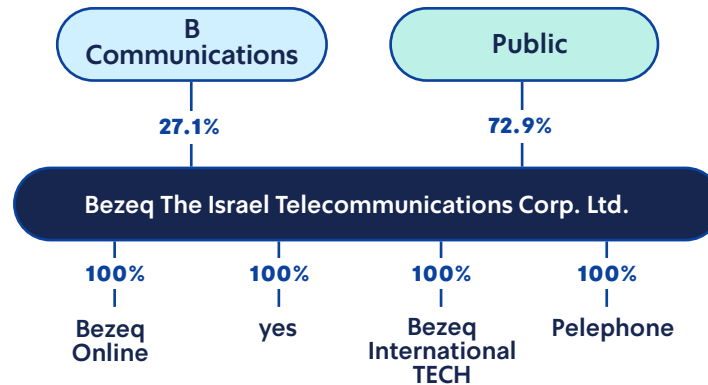 B
Communications
Public
27.1%
72.9%
Bezeq The Israel Telecommunications Corp. Ltd.
100%
100%
100%
100%
Bezeq
Online
yes
Bezeq
International
TECH
Pelephone